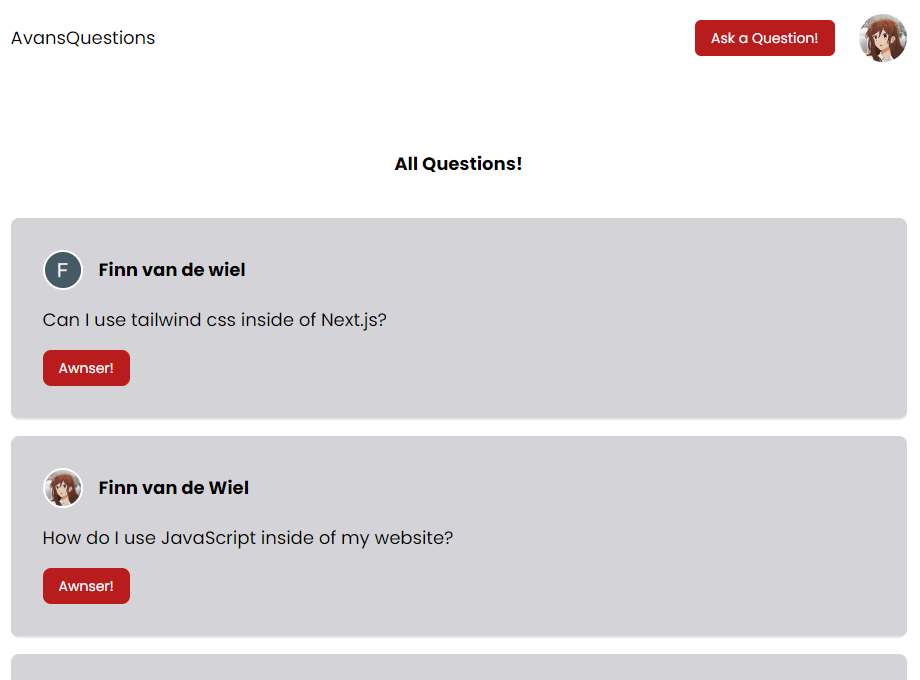 AvansQuestions
Ask a Question!
All Questions!
F
Finn van de wiel
Can I use tailwind css inside of Next.js?
Awnser!
Finn van de Wiel
How do I use JavaScript inside of my website?
Awnser!